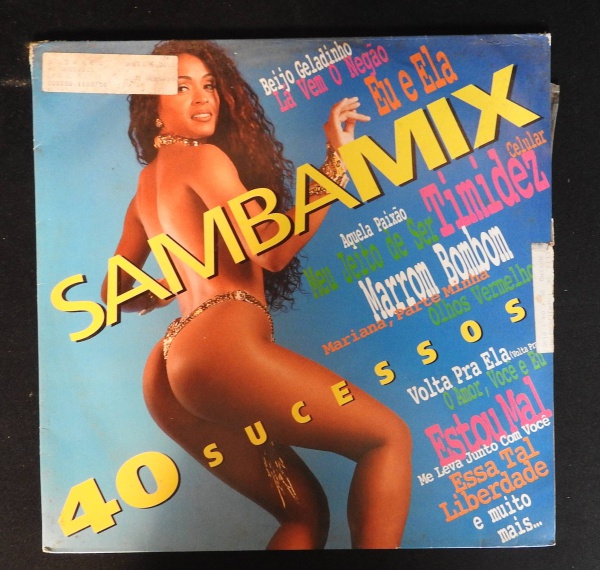 Beijo Geladinho
Lá Vem O Negão
Eu e Ela
SAMBAMIX
Celular
Timidez
Aquela Paixão
Meu Jeito de Ser
Marrom Bombom
Mariana, Parte Minha
Olhos Vermelhos
40 SUCESSOS
Volta Pra Ela
O Amor, Você e Eu
Estou Mal
Me Leva Junto Com Você
Essa Tal
Liberdade
e muito
mais...